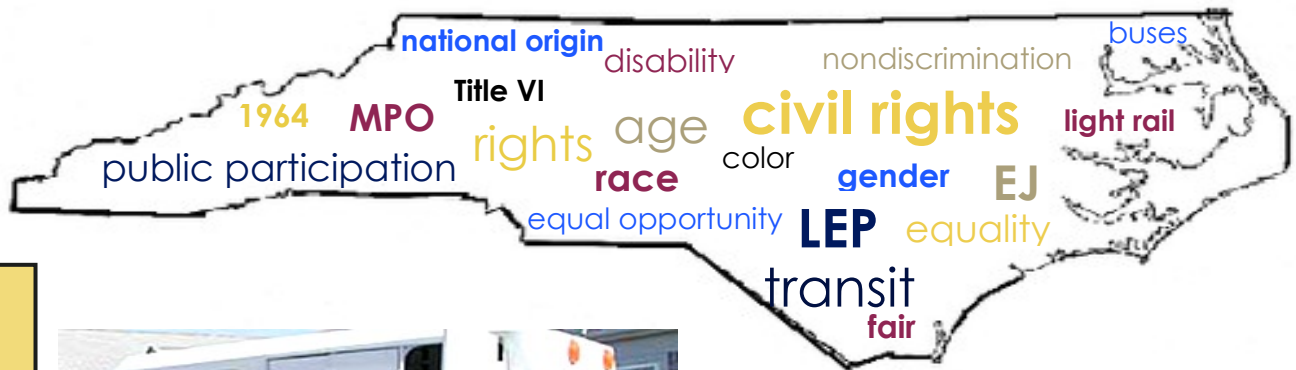 buses
national origin
disability
nondiscrimination
Title VI
1964
MPO
civil rights
light rail
rights
age
color
public participation
race
gender
EJ
equal opportunity
LEP
equality
transit
fair